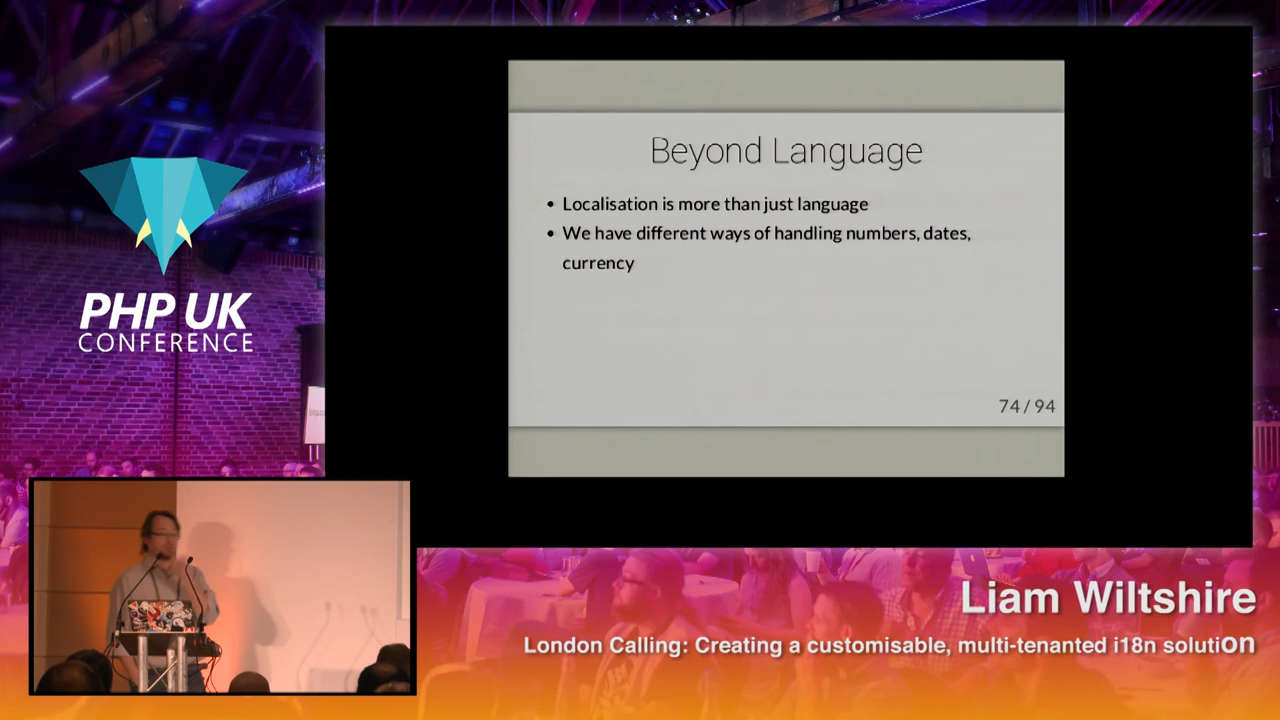 PHP UK
CONFERENCE
Beyond Language
• Localisation is more than just language
• We have different ways of handling numbers, dates,
currency
74 / 94
Liam Wiltshire
London Calling: Creating a customisable, multi-tenanted i18n solution